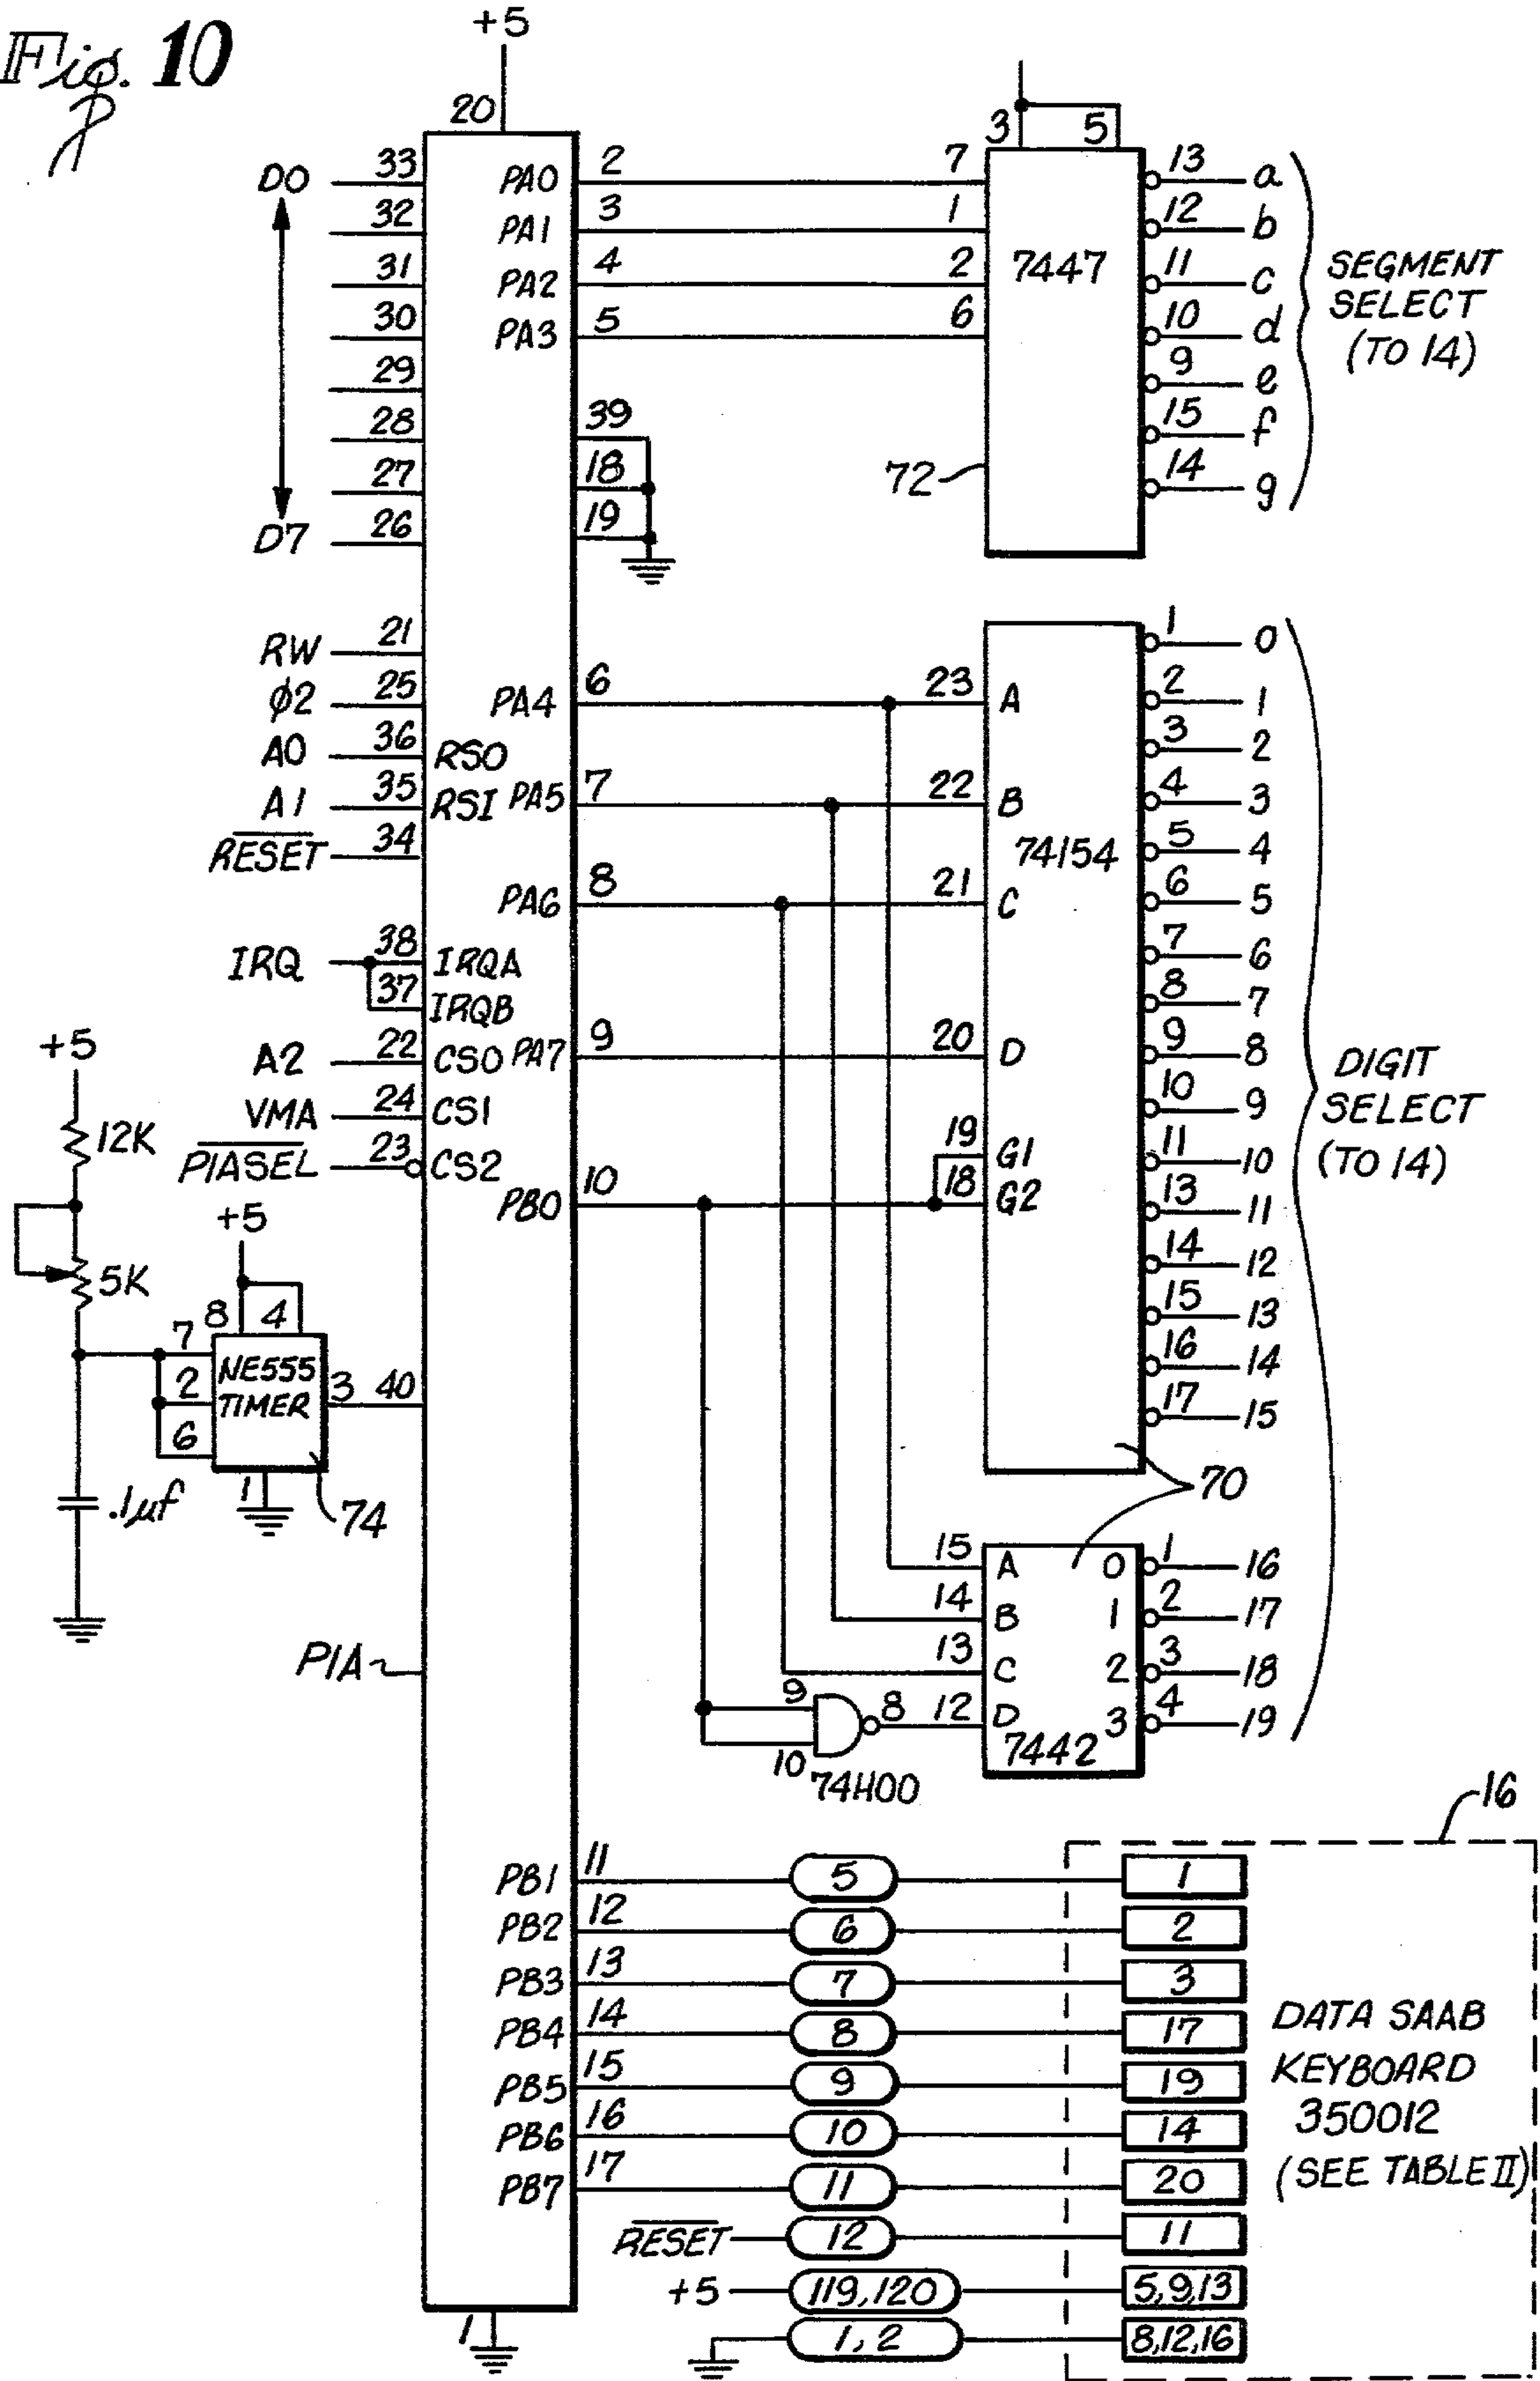 Fig. 10
+5
20
33
D0
32
31
30
29
28
27
26
D7
PA0 2
PA1 3
PA2 4
PA3 5
39
18
19
3 5
7
1
2
6
7447
72
13 a
12 b
11 c
10 d
9 e
15 f
14 g
SEGMENT
SELECT
(TO 14)
RW 21
φ2 25
A0 36 RS0
A1 35 RS1
RESET 34
IRQ 38 IRQA
37 IRQB
A2 22 CS0
VMA 24 CS1
PIASEL 23 CS2
PA4 6
PA5 7
PA6 8
PA7 9
PB0 10
23 A
22 B
21 C
20 D
19 G1
18 G2
74154
1 0
2 1
3 2
4 3
5 4
6 5
7 6
8 7
9 8
10 9
11 10
13 11
14 12
15 13
16 14
17 15
DIGIT
SELECT
(TO 14)
70
+5
12K
5K
.1µf
+5
8 4
7
2
6
NE555
TIMER
3 40
1
74
PIA
15 A 0 1 16
14 B 1 2 17
13 C 2 3 18
12 D 3 4 19
7442
9
10
8
74H00
16
PB1 11 5 1
PB2 12 6 2
PB3 13 7 3
PB4 14 8 17
PB5 15 9 19
PB6 16 10 14
PB7 17 11 20
RESET 12 11
+5 119,120 5,9,13
1,2 8,12,16
1
DATA SAAB
KEYBOARD
350012
(SEE TABLE II)